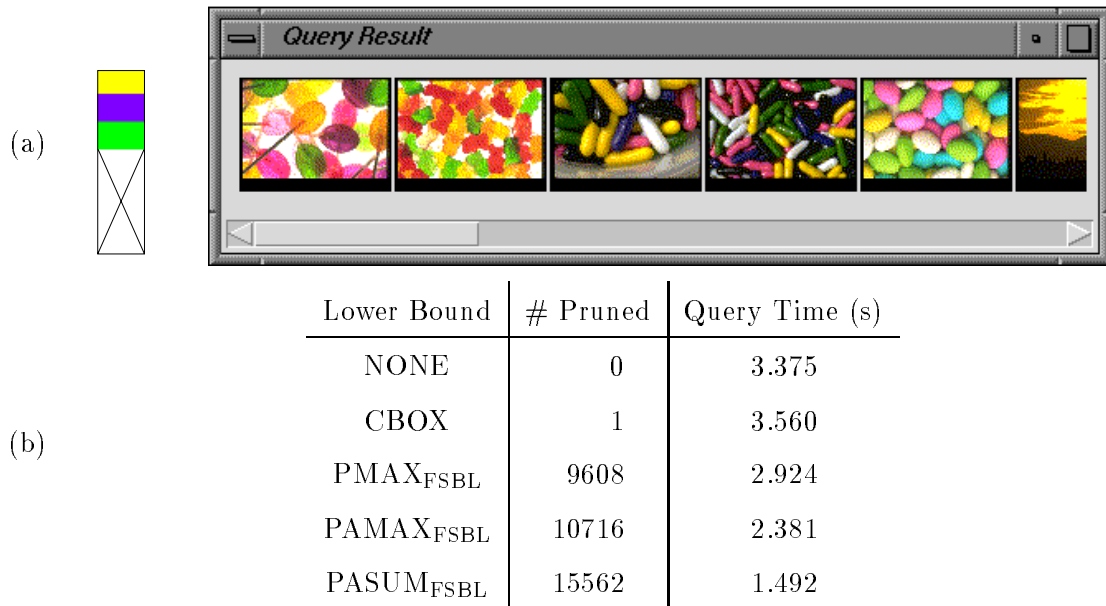 Query Result
(a)
Lower Bound # Pruned Query Time (s)
NONE 0 3.375
CBOX 1 3.560
(b)
PMAX_FSBL 9608 2.924
PAMAX_FSBL 10716 2.381
PASUM_FSBL 15562 1.492